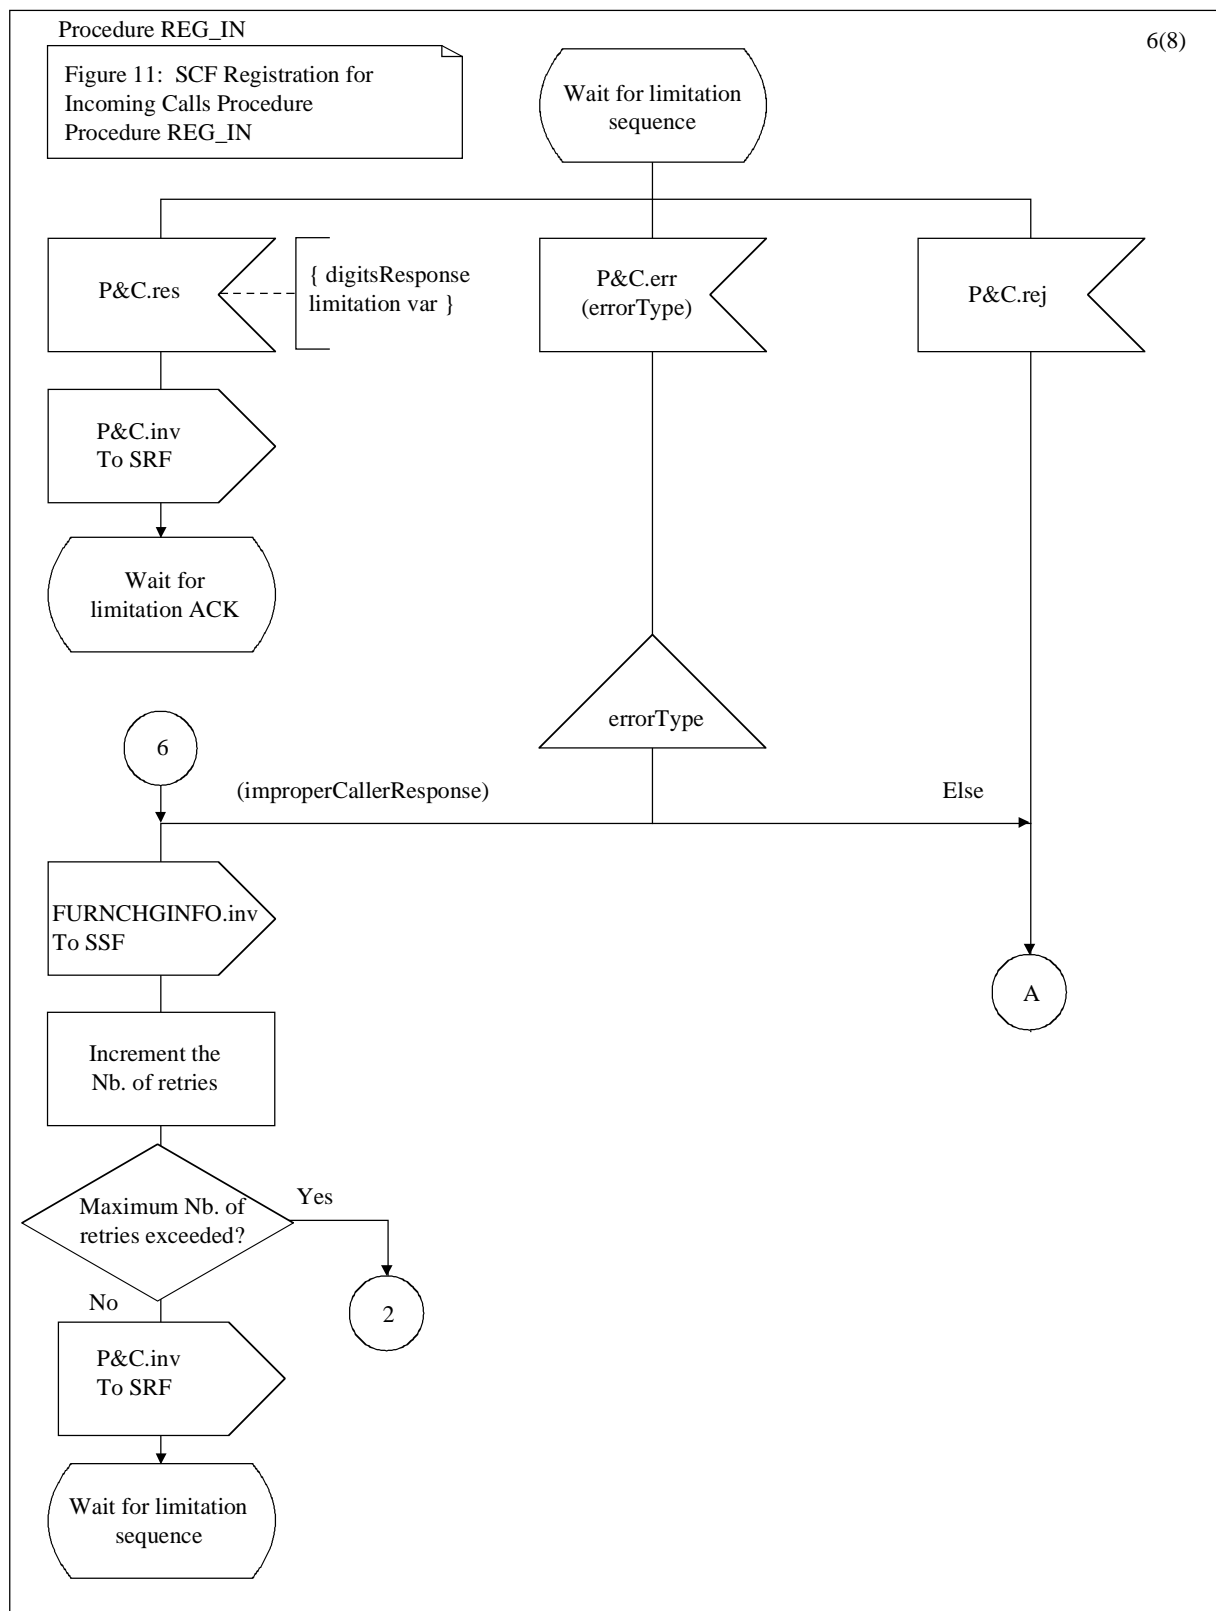 Procedure REG_IN
6(8)
Figure 11: SCF Registration for
Incoming Calls Procedure
Procedure REG_IN
Wait for limitation
sequence
P&C.res
{ digitsResponse
limitation var }
P&C.err
(errorType)
P&C.rej
P&C.inv
To SRF
Wait for
limitation ACK
errorType
6
(improperCallerResponse)
Else
FURNCHGINFO.inv
To SSF
A
Increment the
Nb. of retries
Maximum Nb. of
retries exceeded?
Yes
2
No
P&C.inv
To SRF
Wait for limitation
sequence